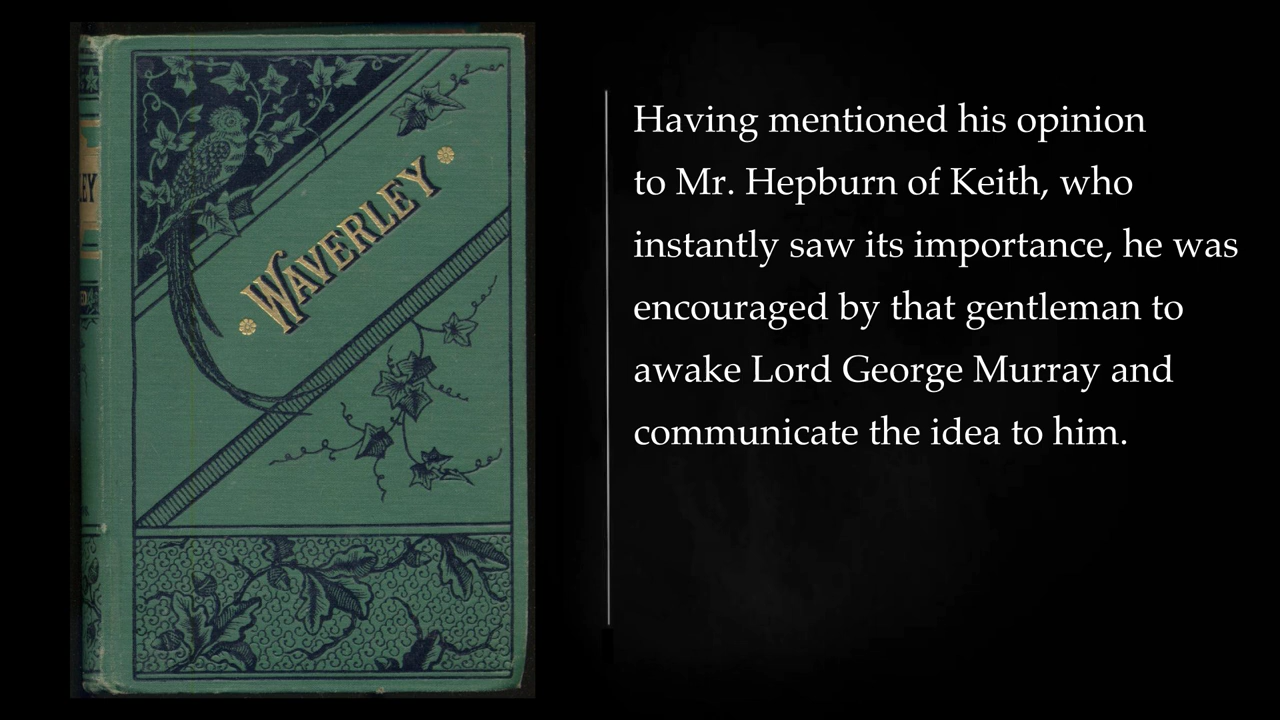 WAVERLEY
Having mentioned his opinion
to Mr. Hepburn of Keith, who
instantly saw its importance, he was
encouraged by that gentleman to
awake Lord George Murray and
communicate the idea to him.